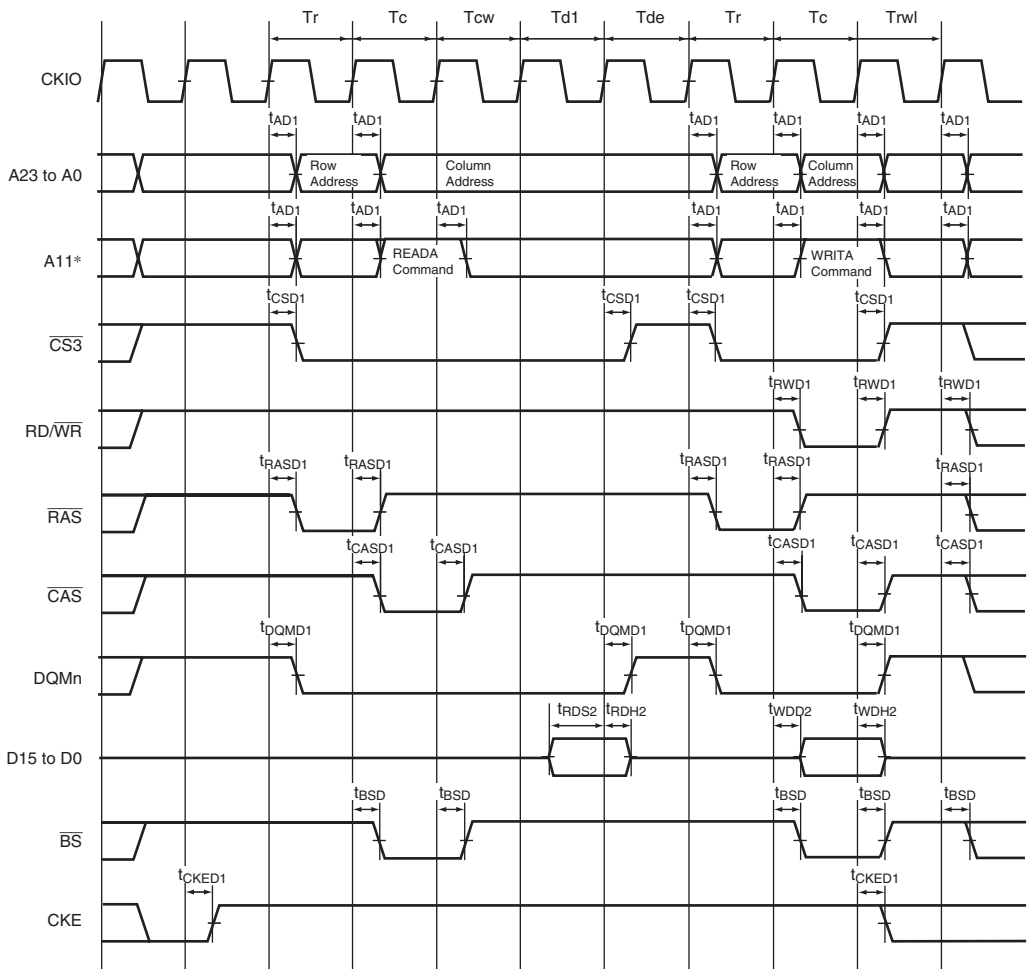 Tr Tc Tcw Td1 Tde Tr Tc Trwl
CKIO
tAD1 tAD1 tAD1 tAD1 tAD1 tAD1
A23 to A0
Row Address
Column Address
Row Address
Column Address
tAD1 tAD1 tAD1 tAD1 tAD1 tAD1 tAD1
A11*
READA Command
WRITA Command
tCSD1 tCSD1 tCSD1 tCSD1
CS3
tRWD1 tRWD1 tRWD1
RD/WR
tRASD1 tRASD1 tRASD1 tRASD1 tRASD1
RAS
tCASD1 tCASD1 tCASD1 tCASD1 tCASD1
CAS
tDQMD1 tDQMD1 tDQMD1 tDQMD1
DQMn
tRDS2 tRDH2 tWDD2 tWDH2
D15 to D0
tBSD tBSD tBSD tBSD tBSD
BS
tCKED1 tCKED1
CKE